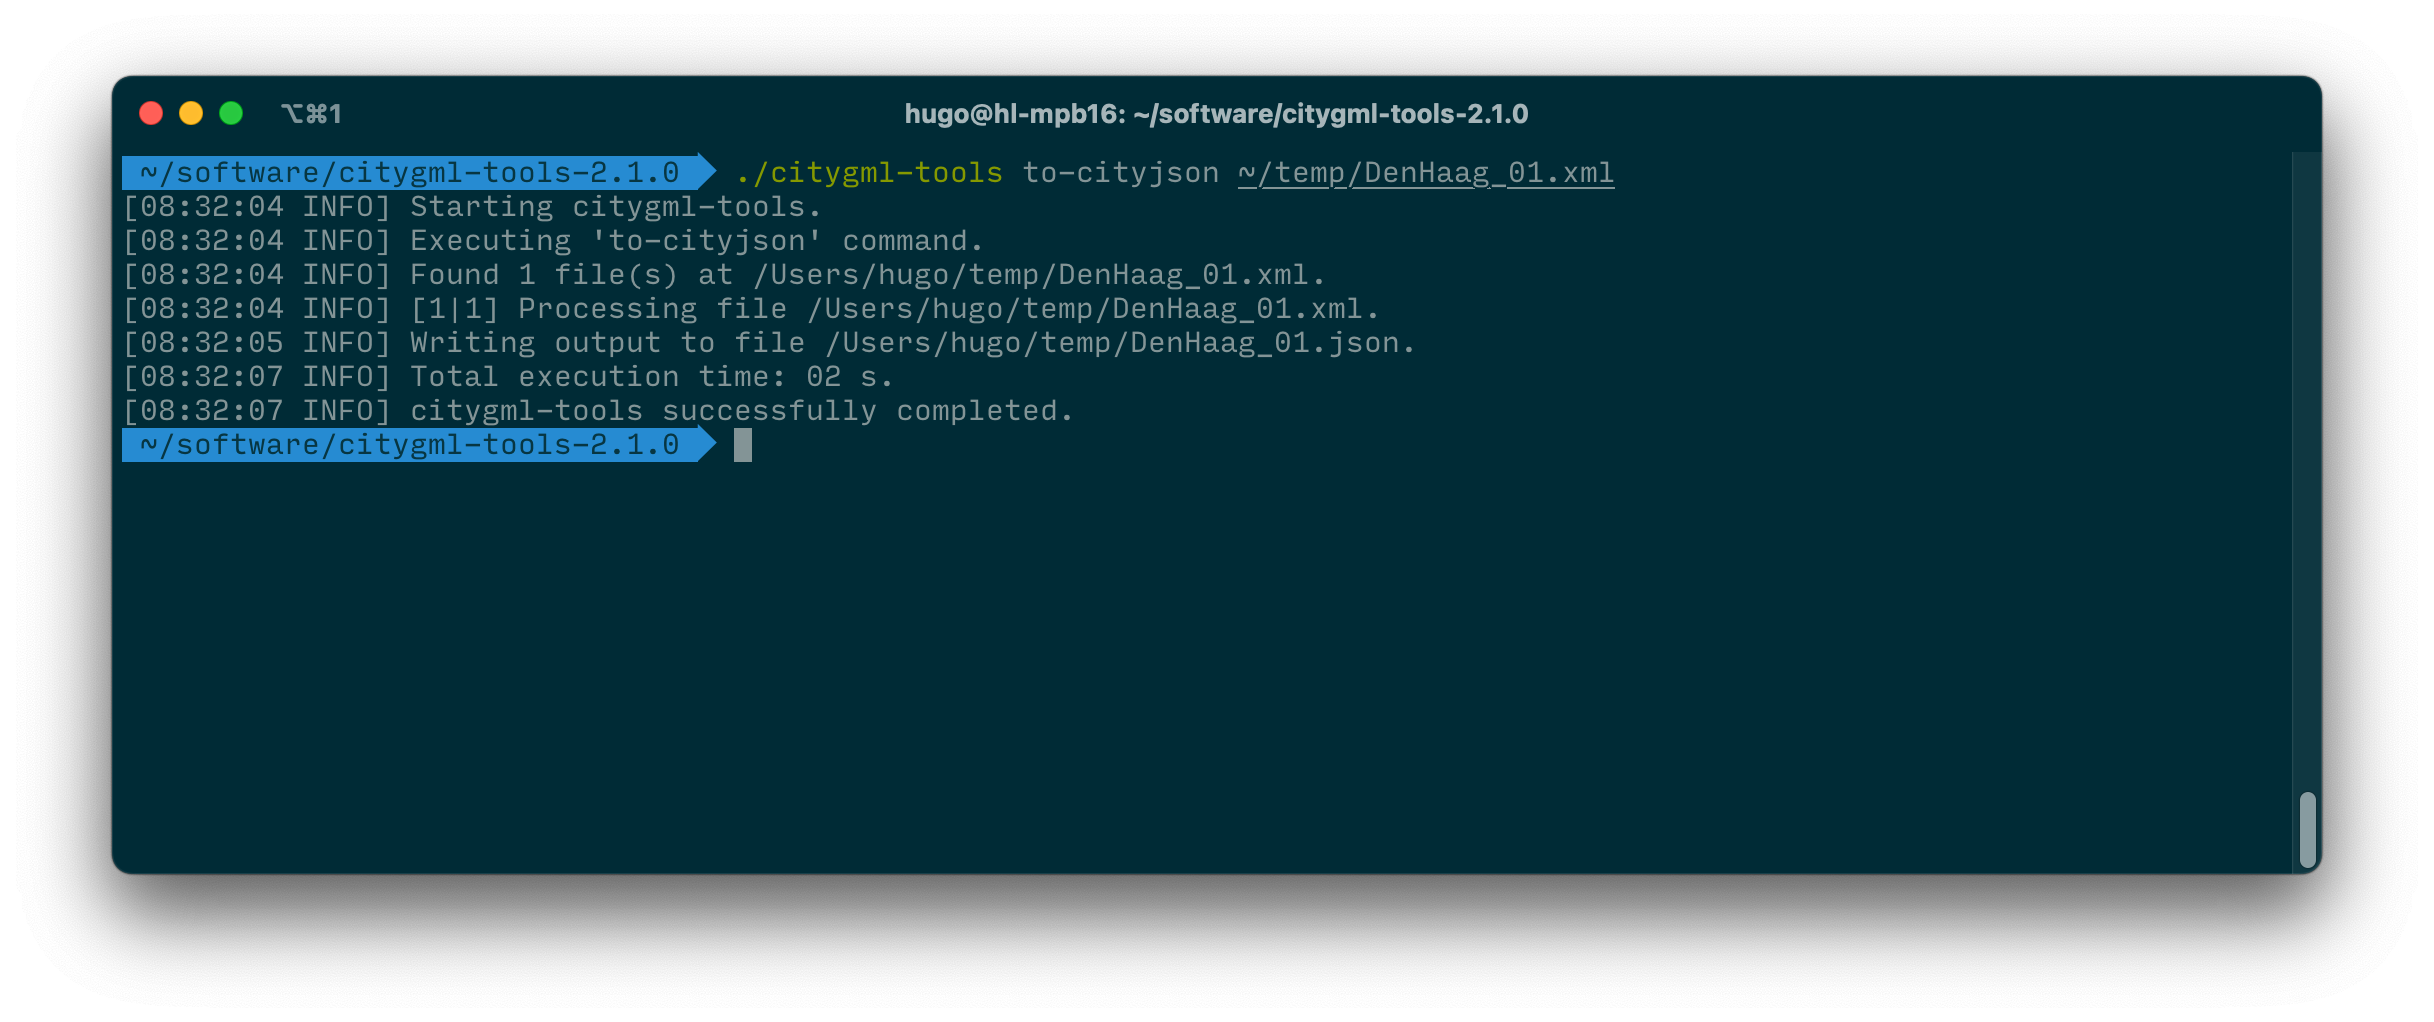 ⌥⌘1
hugo@hl-mpb16: ~/software/citygml-tools-2.1.0
~/software/citygml-tools-2.1.0 ./citygml-tools to-cityjson ~/temp/DenHaag_01.xml
[08:32:04 INFO] Starting citygml-tools.
[08:32:04 INFO] Executing 'to-cityjson' command.
[08:32:04 INFO] Found 1 file(s) at /Users/hugo/temp/DenHaag_01.xml.
[08:32:04 INFO] [1|1] Processing file /Users/hugo/temp/DenHaag_01.xml.
[08:32:05 INFO] Writing output to file /Users/hugo/temp/DenHaag_01.json.
[08:32:07 INFO] Total execution time: 02 s.
[08:32:07 INFO] citygml-tools successfully completed.
~/software/citygml-tools-2.1.0